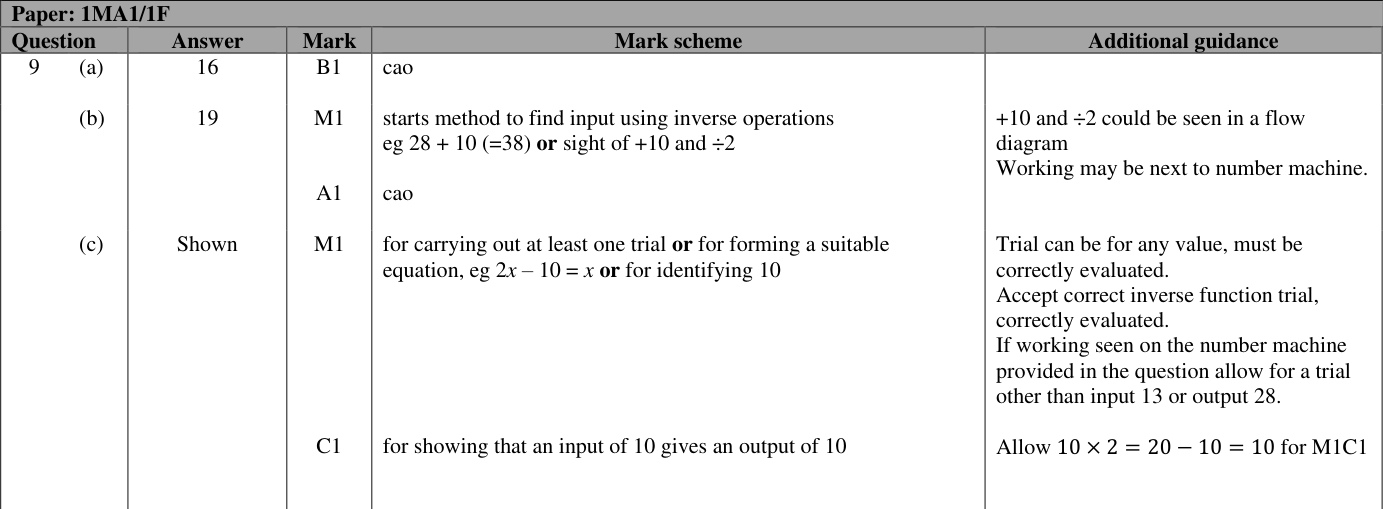 Paper: 1MA1/1F
Question Answer Mark Mark scheme Additional guidance
9 (a) 16 B1 cao
(b) 19 M1 starts method to find input using inverse operations +10 and ÷2 could be seen in a flow
eg 28 + 10 (=38) or sight of +10 and ÷2 diagram
Working may be next to number machine.
A1 cao
(c) Shown M1 for carrying out at least one trial or for forming a suitable Trial can be for any value, must be
equation, eg 2x – 10 = x or for identifying 10 correctly evaluated.
Accept correct inverse function trial,
correctly evaluated.
If working seen on the number machine
provided in the question allow for a trial
other than input 13 or output 28.
C1 for showing that an input of 10 gives an output of 10 Allow 10 × 2 = 20 − 10 = 10 for M1C1